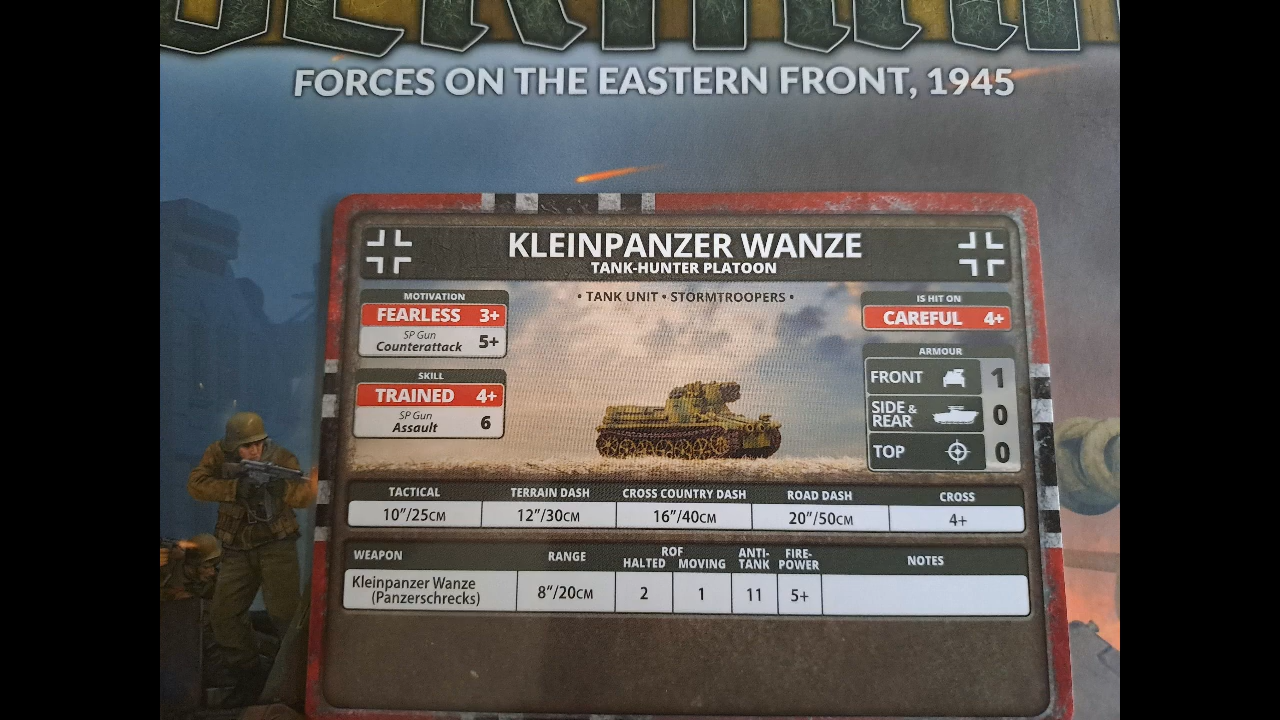 FORCES ON THE EASTERN FRONT, 1945
KLEINPANZER WANZE
TANK-HUNTER PLATOON
• TANK UNIT • STORMTROOPERS •
MOTIVATION
FEARLESS 3+
SP Gun
Counterattack 5+
SKILL
TRAINED 4+
SP Gun
Assault 6
IS HIT ON
CAREFUL 4+
ARMOUR
FRONT 1
SIDE &
REAR 0
TOP 0
TACTICAL TERRAIN DASH CROSS COUNTRY DASH ROAD DASH CROSS
10"/25CM 12"/30CM 16"/40CM 20"/50CM 4+
WEAPON RANGE ROF HALTED MOVING ANTI-TANK FIRE-POWER NOTES
Kleinpanzer Wanze
(Panzerschrecks) 8"/20CM 2 1 11 5+